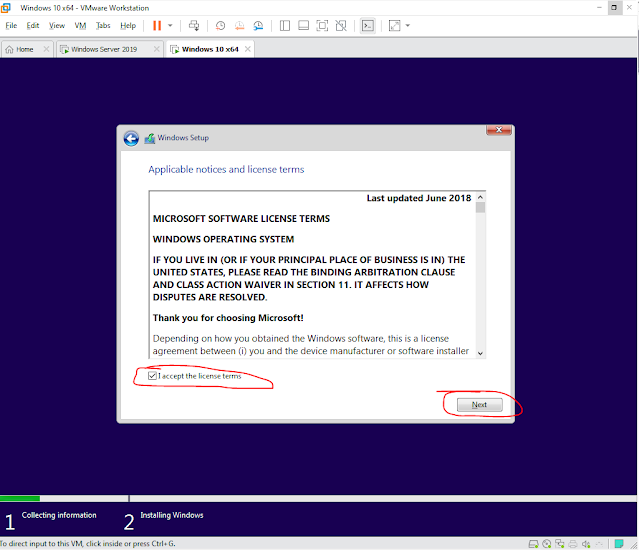 Windows 10 x64 - VMware Workstation
File Edit View VM Tabs Help
Home Windows Server 2019 Windows 10 x64
Windows Setup
Applicable notices and license terms
Last updated June 2018
MICROSOFT SOFTWARE LICENSE TERMS
WINDOWS OPERATING SYSTEM
IF YOU LIVE IN (OR IF YOUR PRINCIPAL PLACE OF BUSINESS IS IN) THE
UNITED STATES, PLEASE READ THE BINDING ARBITRATION CLAUSE
AND CLASS ACTION WAIVER IN SECTION 11. IT AFFECTS HOW
DISPUTES ARE RESOLVED.
Thank you for choosing Microsoft!
Depending on how you obtained the Windows software, this is a license
agreement between (i) you and the device manufacturer or software installer
I accept the license terms
Next
1 Collecting information 2 Installing Windows
To direct input to this VM, click inside or press Ctrl+G.